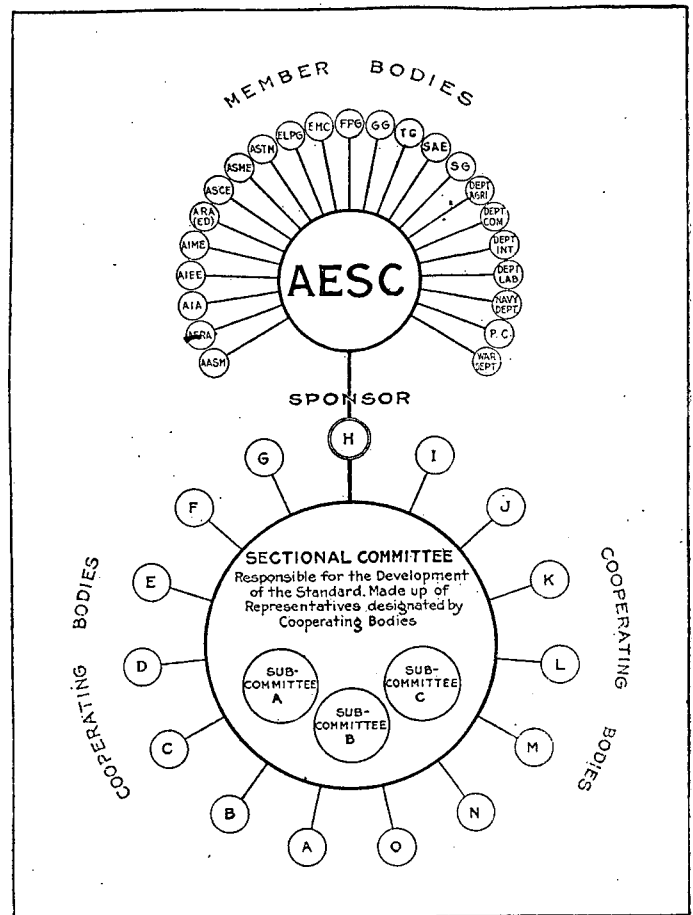 MEMBER BODIES
AASM
AERA
AIA
AIEE
AIME
ARA
(ED)
ASCE
ASME
ASTM
ELPG
EMC
FPG
GG
TG
SAE
SG
DEPT
AGRI
DEPT
COM
DEPT
INT
DEPT
LAB
NAVY
DEPT
P.C.
WAR
DEPT
AESC
SPONSOR
H
G
I
F
J
E
K
D
L
C
M
B
N
A
O
COOPERATING BODIES
COOPERATING BODIES
SECTIONAL COMMITTEE
Responsible for the Development
of the Standard. Made up of
Representatives designated by
Cooperating Bodies
SUB-
COMMITTEE
A
SUB-
COMMITTEE
B
SUB-
COMMITTEE
C